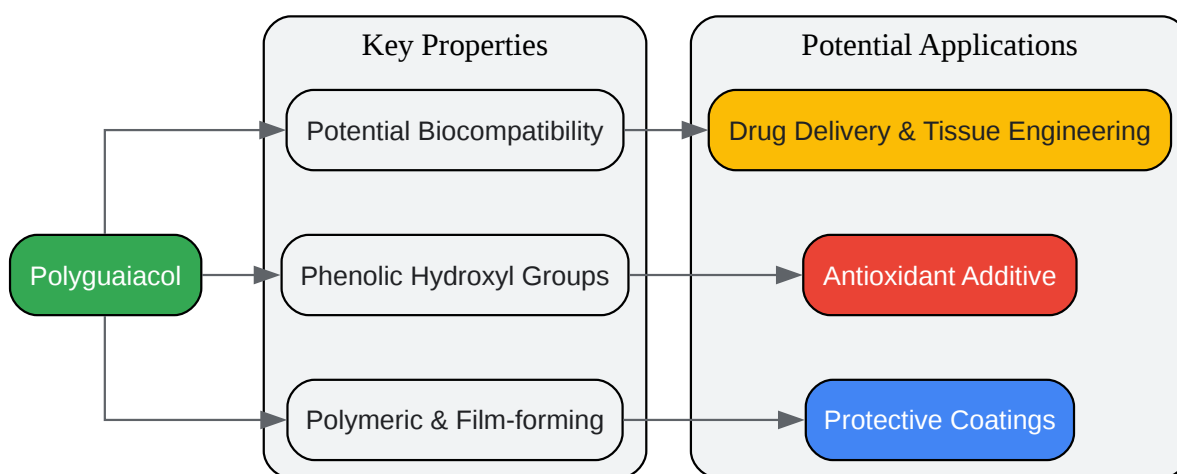 Key Properties
Potential Applications
Potential Biocompatibility
Drug Delivery & Tissue Engineering
Polyguaiacol
Phenolic Hydroxyl Groups
Antioxidant Additive
Polymeric & Film-forming
Protective Coatings